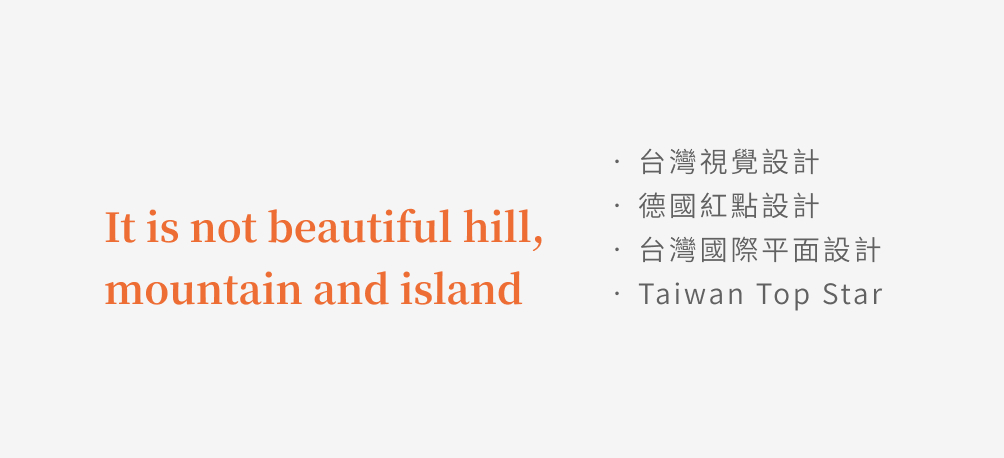 It is not beautiful hill,
mountain and island
· 台灣視覺設計
· 德國紅點設計
· 台灣國際平面設計
· Taiwan Top Star